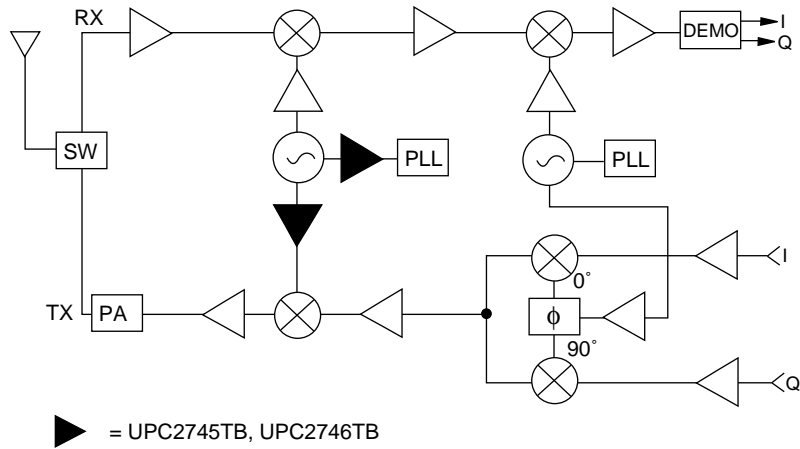 RX
I
DEMO
Q
SW
PLL
PLL
I
0°
TX
PA
ϕ
90°
Q
= UPC2745TB, UPC2746TB